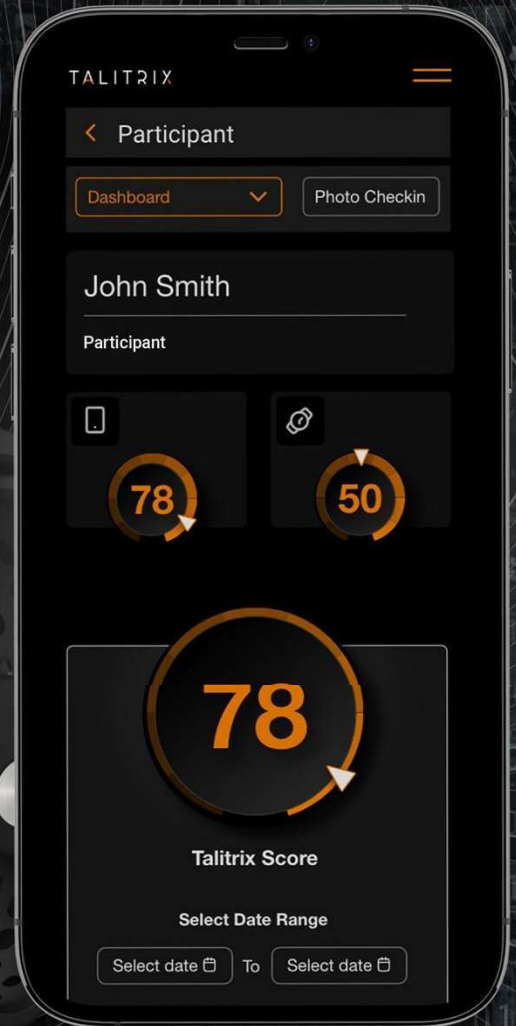 TALITRIX
Participant
Dashboard
Photo Checkin
John Smith
Participant
78
50
78
Talitrix Score
Select Date Range
Select date To Select date